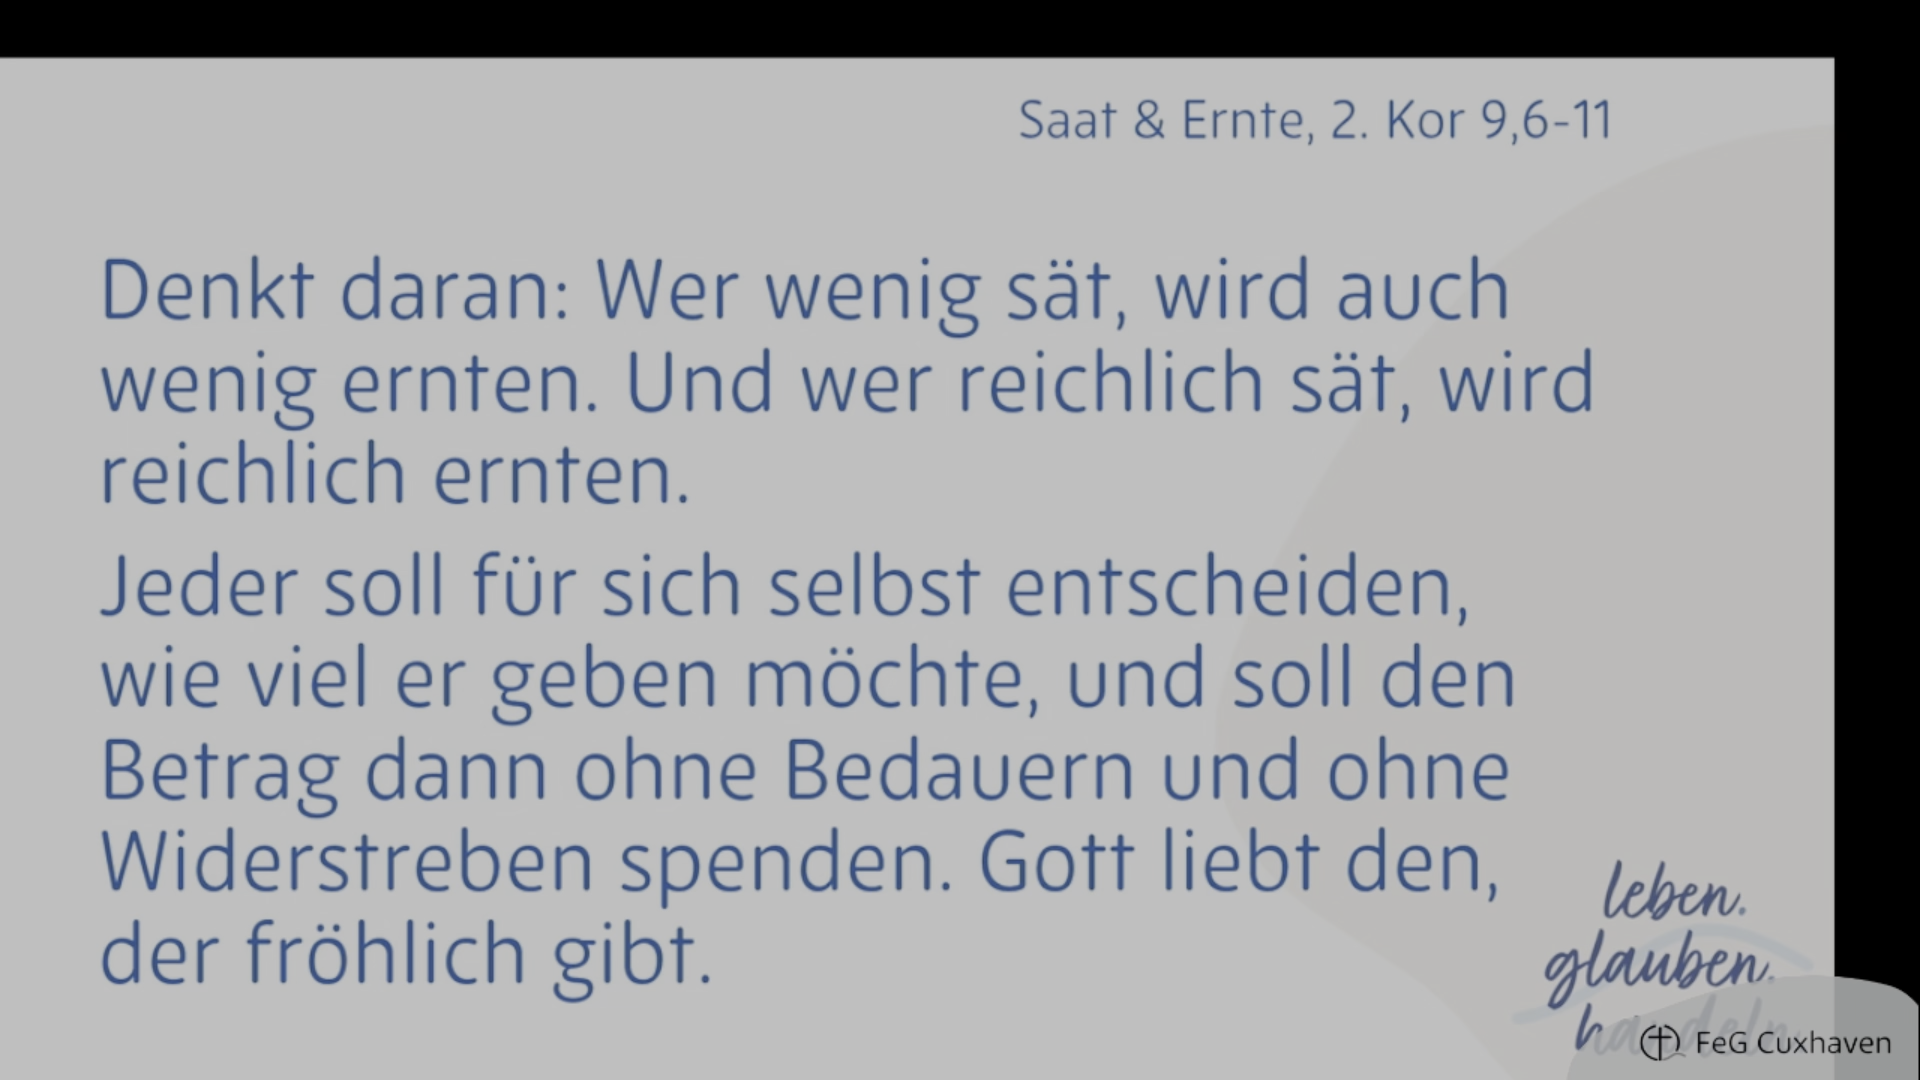 Saat & Ernte, 2. Kor 9,6-11
Denkt daran: Wer wenig sät, wird auch
wenig ernten. Und wer reichlich sät, wird
reichlich ernten.
Jeder soll für sich selbst entscheiden,
wie viel er geben möchte, und soll den
Betrag dann ohne Bedauern und ohne
Widerstreben spenden. Gott liebt den,
der fröhlich gibt.
leben.
glauben.
handeln.
FeG Cuxhaven